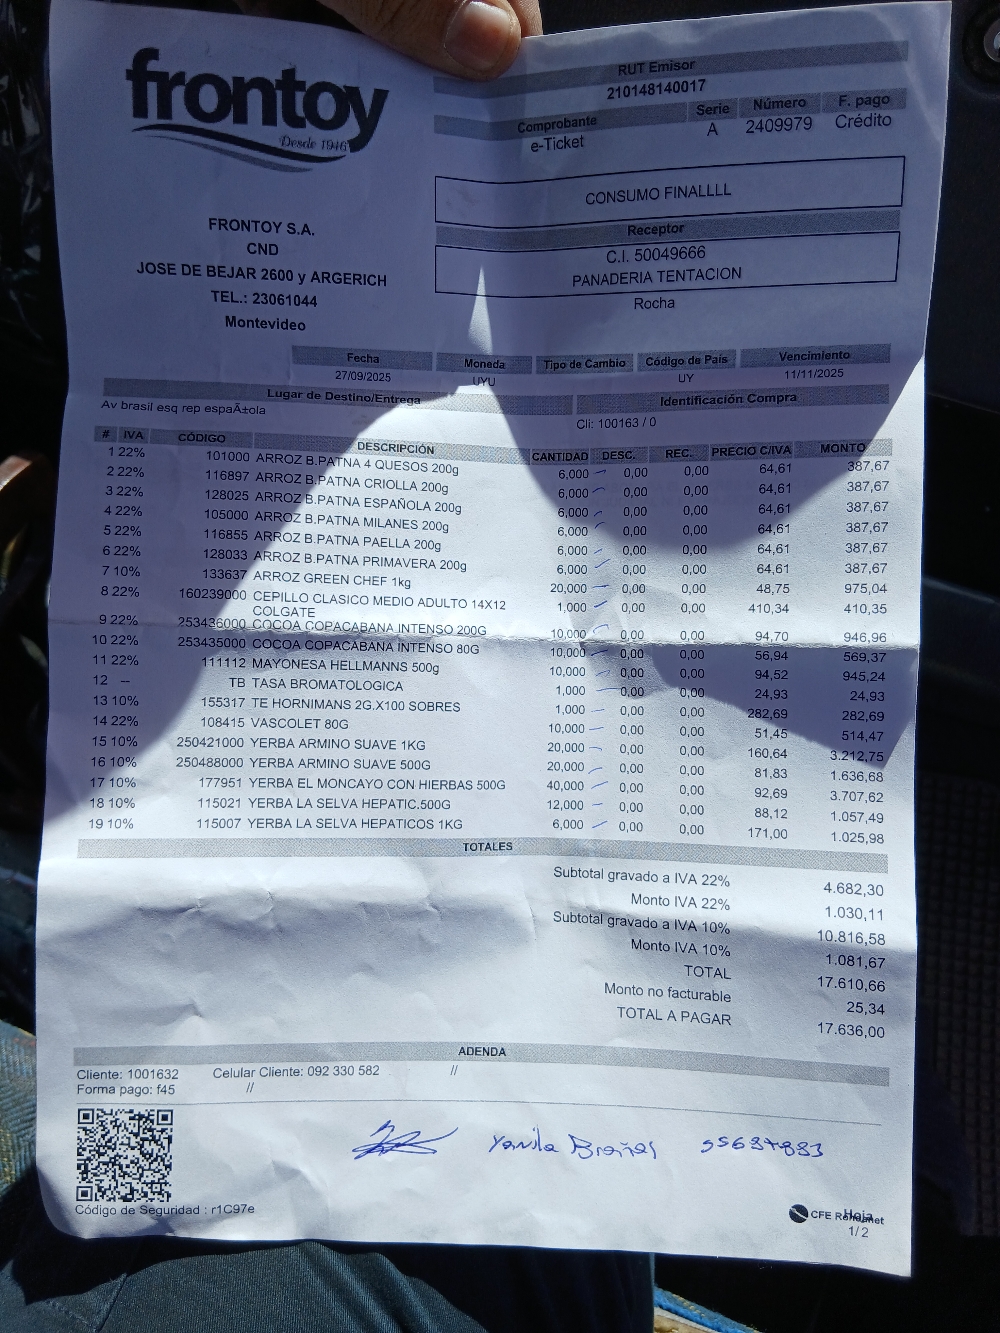 frontoy
Desde 1946
RUT Emisor
210148140017
Comprobante Serie Número F. pago
e-Ticket A 2409979 Crédito
CONSUMO FINALLLL
Receptor
C.I. 50049666
PANADERIA TENTACION
Rocha
FRONTOY S.A.
CND
JOSE DE BEJAR 2600 y ARGERICH
TEL.: 23061044
Montevideo
Fecha Moneda Tipo de Cambio Código de País Vencimiento
27/09/2025 UYU UY 11/11/2025
Lugar de Destino/Entrega Identificación Compra
Av brasil esq rep espaÃ±ola Cli: 100163 / 0
# IVA CÓDIGO DESCRIPCIÓN CANTIDAD DESC. REC. PRECIO C/IVA MONTO
1 22% 101000 ARROZ B.PATNA 4 QUESOS 200g 6,000 0,00 0,00 64,61 387,67
2 22% 116897 ARROZ B.PATNA CRIOLLA 200g 6,000 0,00 0,00 64,61 387,67
3 22% 128025 ARROZ B.PATNA ESPAÑOLA 200g 6,000 0,00 0,00 64,61 387,67
4 22% 105000 ARROZ B.PATNA MILANES 200g 6,000 0,00 0,00 64,61 387,67
5 22% 116855 ARROZ B.PATNA PAELLA 200g 6,000 0,00 0,00 64,61 387,67
6 22% 128033 ARROZ B.PATNA PRIMAVERA 200g 6,000 0,00 0,00 64,61 387,67
7 10% 133637 ARROZ GREEN CHEF 1kg 20,000 0,00 0,00 48,75 975,04
8 22% 160239000 CEPILLO CLASICO MEDIO ADULTO 14X12 1,000 0,00 0,00 410,34 410,35
COLGATE
9 22% 253436000 COCOA COPACABANA INTENSO 200G 10,000 0,00 0,00 94,70 946,96
10 22% 253435000 COCOA COPACABANA INTENSO 80G 10,000 0,00 0,00 56,94 569,37
11 22% 111112 MAYONESA HELLMANNS 500g 10,000 0,00 0,00 94,52 945,24
12 -- TB TASA BROMATOLOGICA 1,000 0,00 0,00 24,93 24,93
13 10% 155317 TE HORNIMANS 2G.X100 SOBRES 1,000 0,00 0,00 282,69 282,69
14 22% 108415 VASCOLET 80G 10,000 0,00 0,00 51,45 514,47
15 10% 250421000 YERBA ARMINO SUAVE 1KG 20,000 0,00 0,00 160,64 3.212,75
16 10% 250488000 YERBA ARMINO SUAVE 500G 20,000 0,00 0,00 81,83 1.636,68
17 10% 177951 YERBA EL MONCAYO CON HIERBAS 500G 40,000 0,00 0,00 92,69 3.707,62
18 10% 115021 YERBA LA SELVA HEPATIC.500G 12,000 0,00 0,00 88,12 1.057,49
19 10% 115007 YERBA LA SELVA HEPATICOS 1KG 6,000 0,00 0,00 171,00 1.025,98
TOTALES
Subtotal gravado a IVA 22% 4.682,30
Monto IVA 22% 1.030,11
Subtotal gravado a IVA 10% 10.816,58
Monto IVA 10% 1.081,67
TOTAL 17.610,66
Monto no facturable 25,34
TOTAL A PAGAR 17.636,00
ADENDA
Cliente: 1001632 Celular Cliente: 092 330 582 //
Forma pago: f45 //
Yanila Brañas 55637883
Código de Seguridad : r1C97e
CFE Rondanet
Hoja
1/2